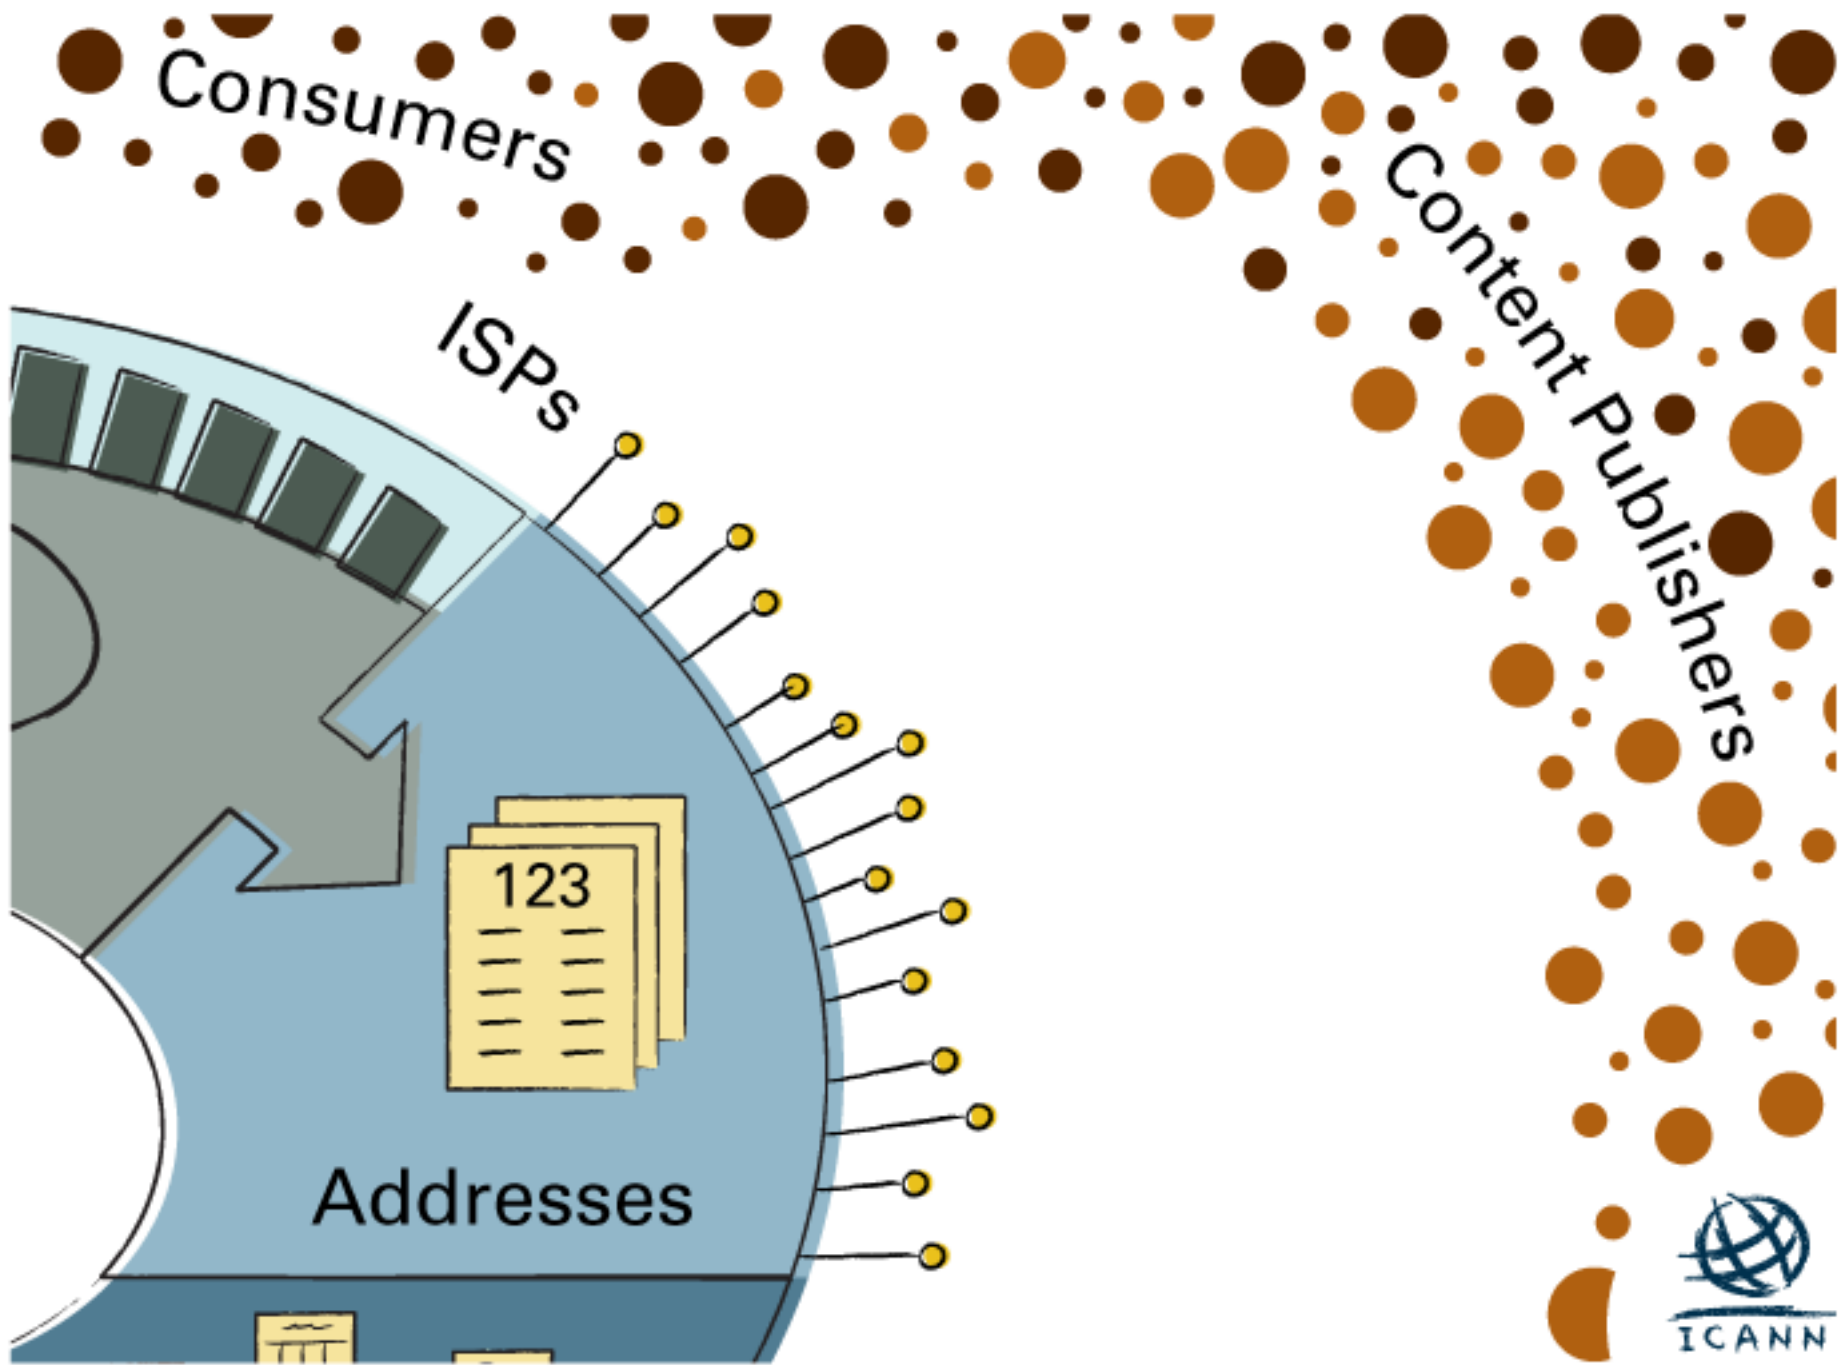 Consumers
Content Publishers
ISPs
123
Addresses
ICANN